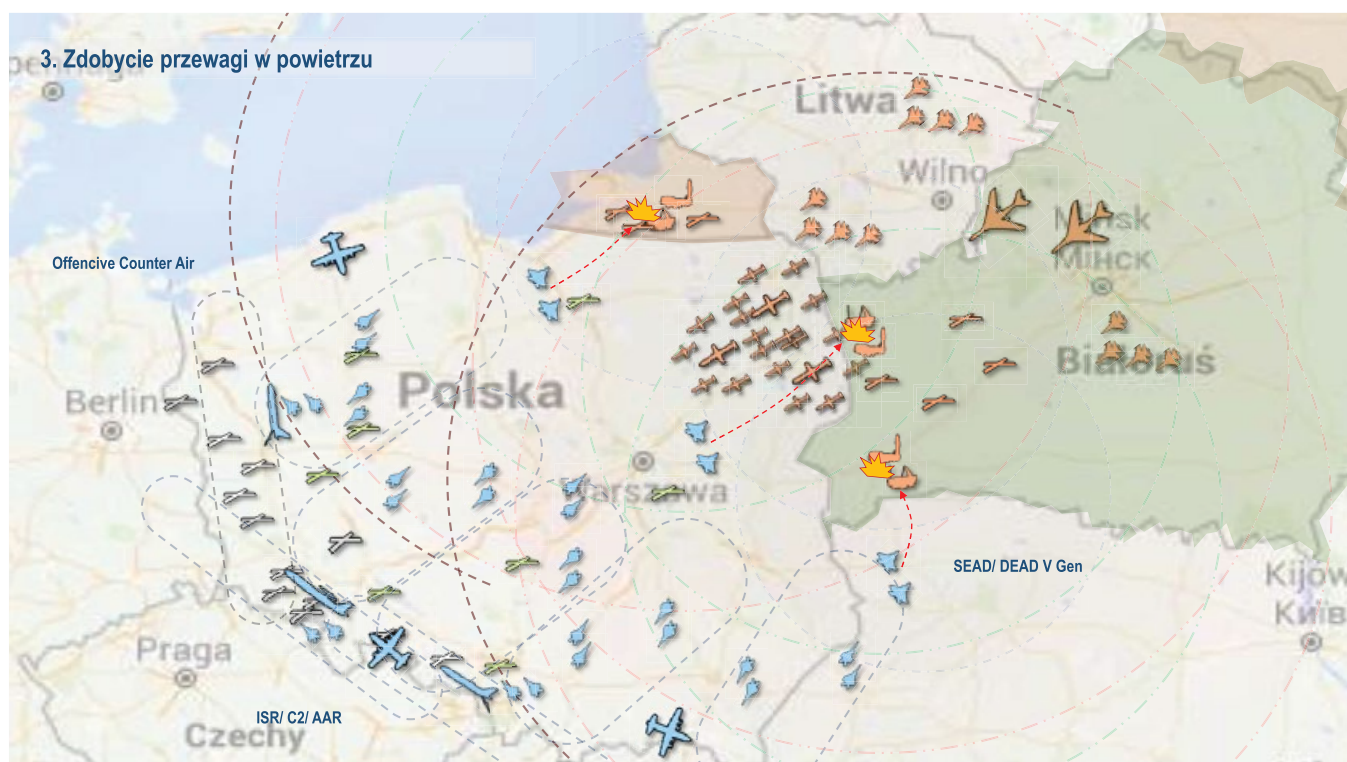 3. Zdobycie przewagi w powietrzu
Litwa
Wilno
Mińsk
Мінск
Offencive Counter Air
Białoruś
Polska
Berlin
Warszawa
SEAD/ DEAD V Gen
Kijów
Київ
Praga
ISR/ C2/ AAR
Czechy